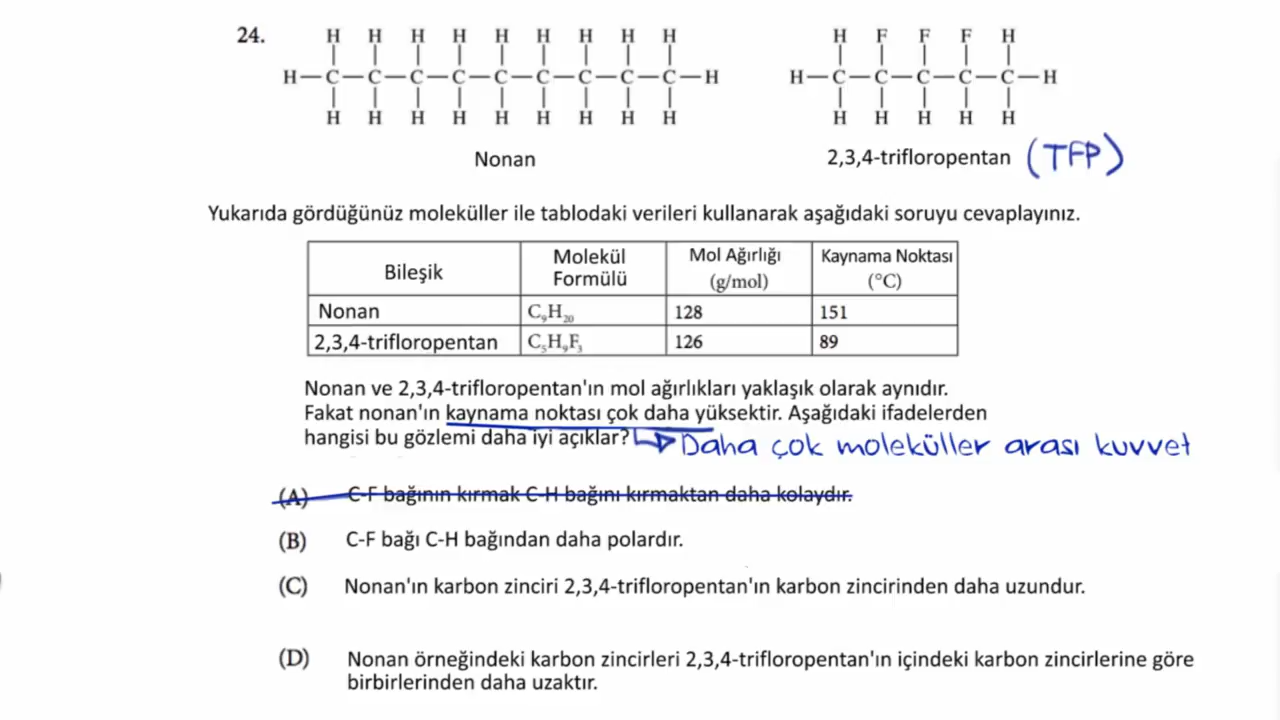 24.
H H H H H H H H H
H—C—C—C—C—C—C—C—C—C—H
H H H H H H H H H
Nonan
H F F F H
H—C—C—C—C—C—H
H H H H H
2,3,4-trifloropentan (TFP)
Yukarıda gördüğünüz moleküller ile tablodaki verileri kullanarak aşağıdaki soruyu cevaplayınız.
Bileşik Molekül Formülü Mol Ağırlığı (g/mol) Kaynama Noktası (°C)
Nonan C₉H₂₀ 128 151
2,3,4-trifloropentan C₅H₉F₃ 126 89
Nonan ve 2,3,4-trifloropentan'ın mol ağırlıkları yaklaşık olarak aynıdır.
Fakat nonan'ın kaynama noktası çok daha yüksektir. Aşağıdaki ifadelerden
hangisi bu gözlemi daha iyi açıklar? Daha çok moleküller arası kuvvet
(A) C-F bağının kırmak C-H bağını kırmaktan daha kolaydır.
(B) C-F bağı C-H bağından daha polardır.
(C) Nonan'ın karbon zinciri 2,3,4-trifloropentan'ın karbon zincirinden daha uzundur.
(D) Nonan örneğindeki karbon zincirleri 2,3,4-trifloropentan'ın içindeki karbon zincirlerine göre
birbirlerinden daha uzaktır.